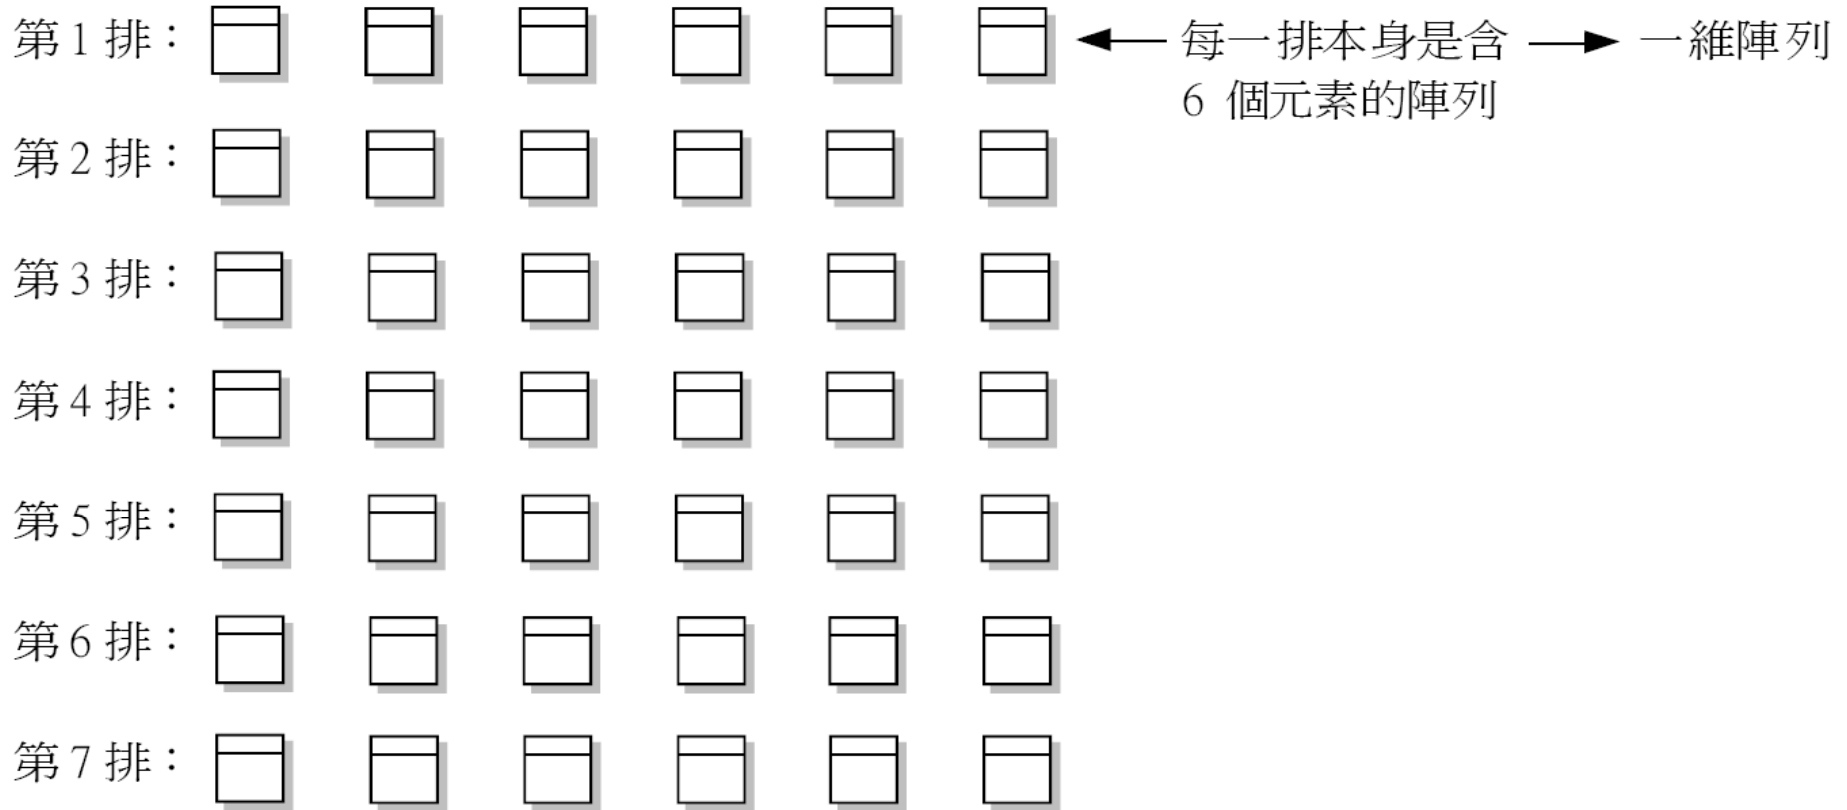 第1排：
每一排本身是含
一維陣列
6 個元素的陣列
第2排：
第3排：
第4排：
第5排：
第6排：
第7排：